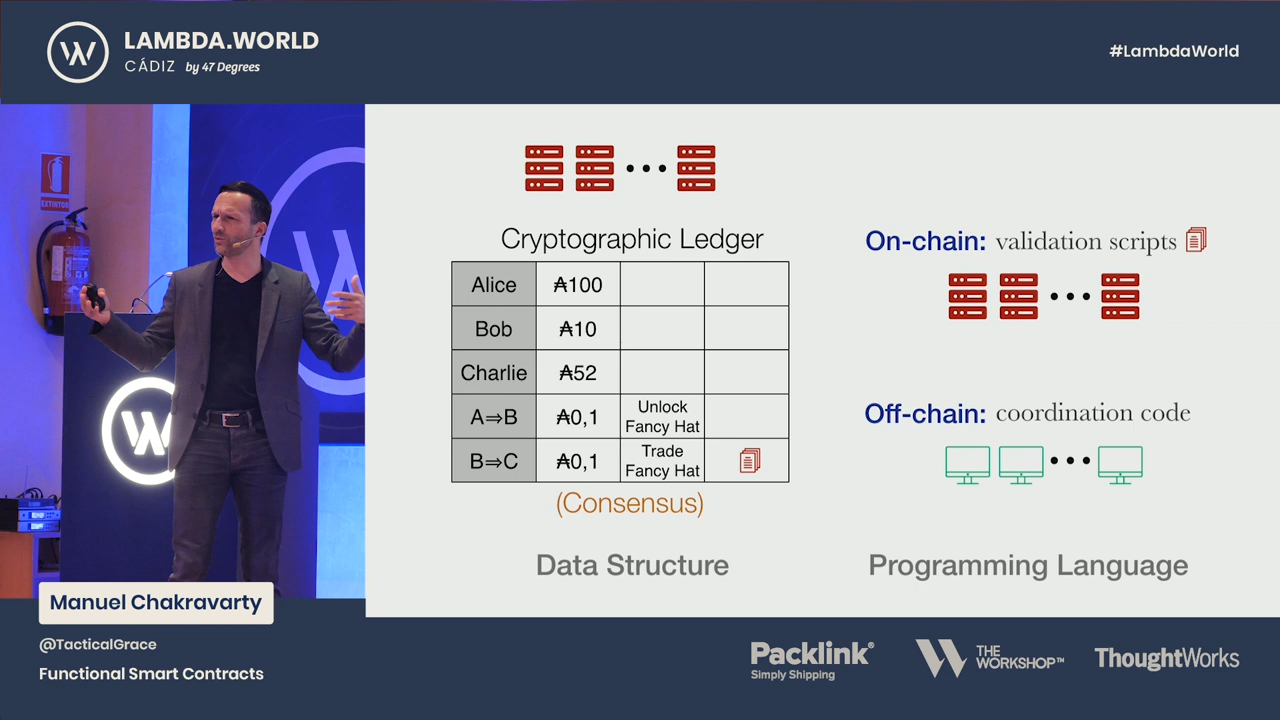 LAMBDA.WORLD
CÁDIZ by 47 Degrees
#LambdaWorld
EXTINTOR
Cryptographic Ledger
Alice ₳100
Bob ₳10
Charlie ₳52
A⇒B ₳0,1 Unlock
Fancy Hat
B⇒C ₳0,1 Trade
Fancy Hat
(Consensus)
Data Structure
On-chain: validation scripts
Off-chain: coordination code
Programming Language
Manuel Chakravarty
@TacticalGrace
Functional Smart Contracts
Packlink®
Simply Shipping
THE
WORKSHOP™
ThoughtWorks